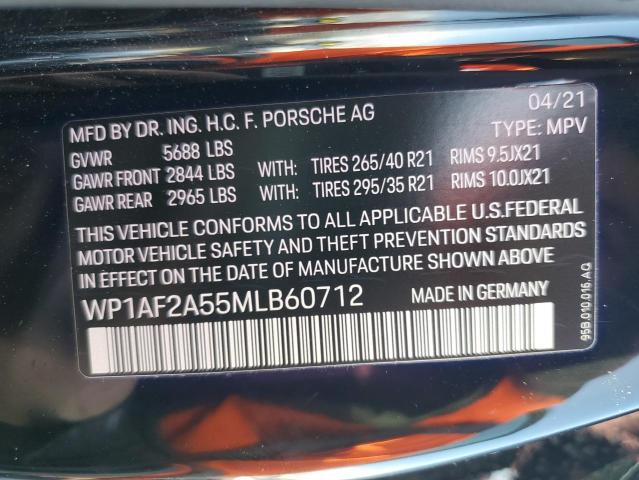 MFD BY DR. ING. H.C. F. PORSCHE AG 04/21
GVWR 5688 LBS TYPE: MPV
GAWR FRONT 2844 LBS WITH: TIRES 265/40 R21 RIMS 9.5JX21
GAWR REAR 2965 LBS WITH: TIRES 295/35 R21 RIMS 10.0JX21
THIS VEHICLE CONFORMS TO ALL APPLICABLE U.S.FEDERAL
MOTOR VEHICLE SAFETY AND THEFT PREVENTION STANDARDS
IN EFFECT ON THE DATE OF MANUFACTURE SHOWN ABOVE
WP1AF2A55MLB60712 MADE IN GERMANY
95B.010.016.AQ